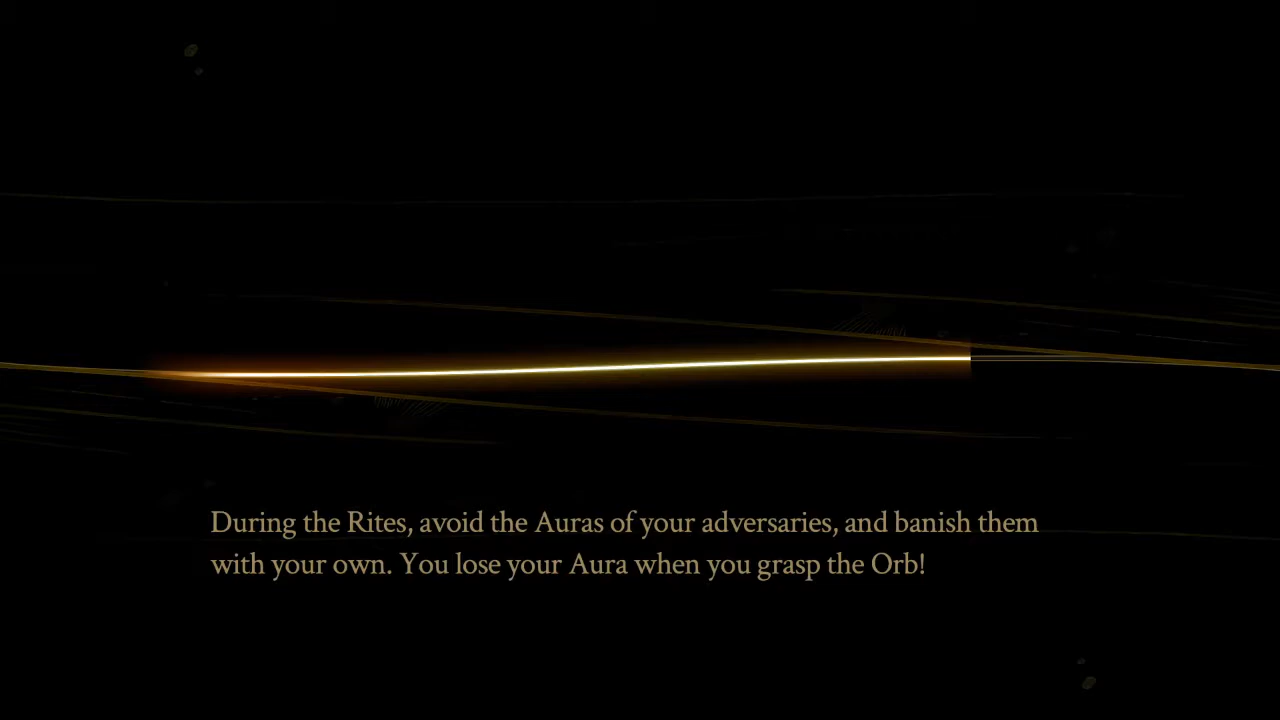 During the Rites, avoid the Auras of your adversaries, and banish them
with your own. You lose your Aura when you grasp the Orb!